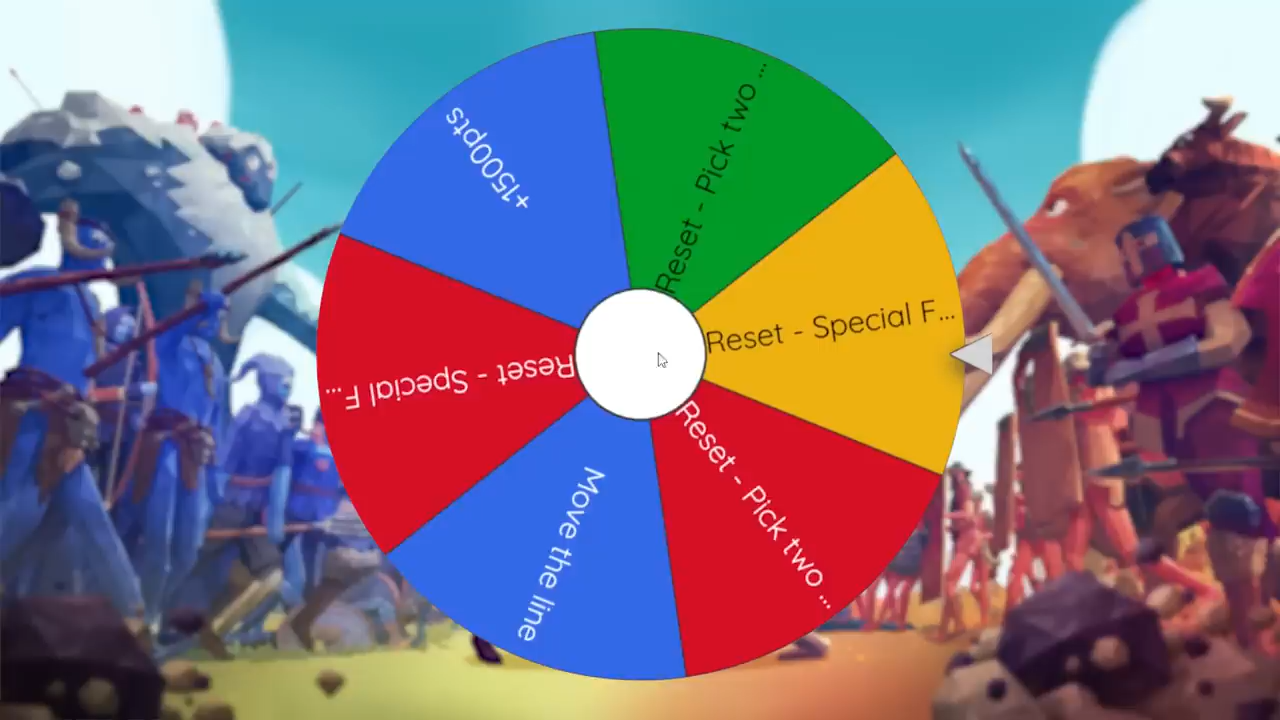 +1500pts
Reset - Pick two ...
Reset - Special F...
Reset - Special F...
Move the line
Reset - Pick two ...